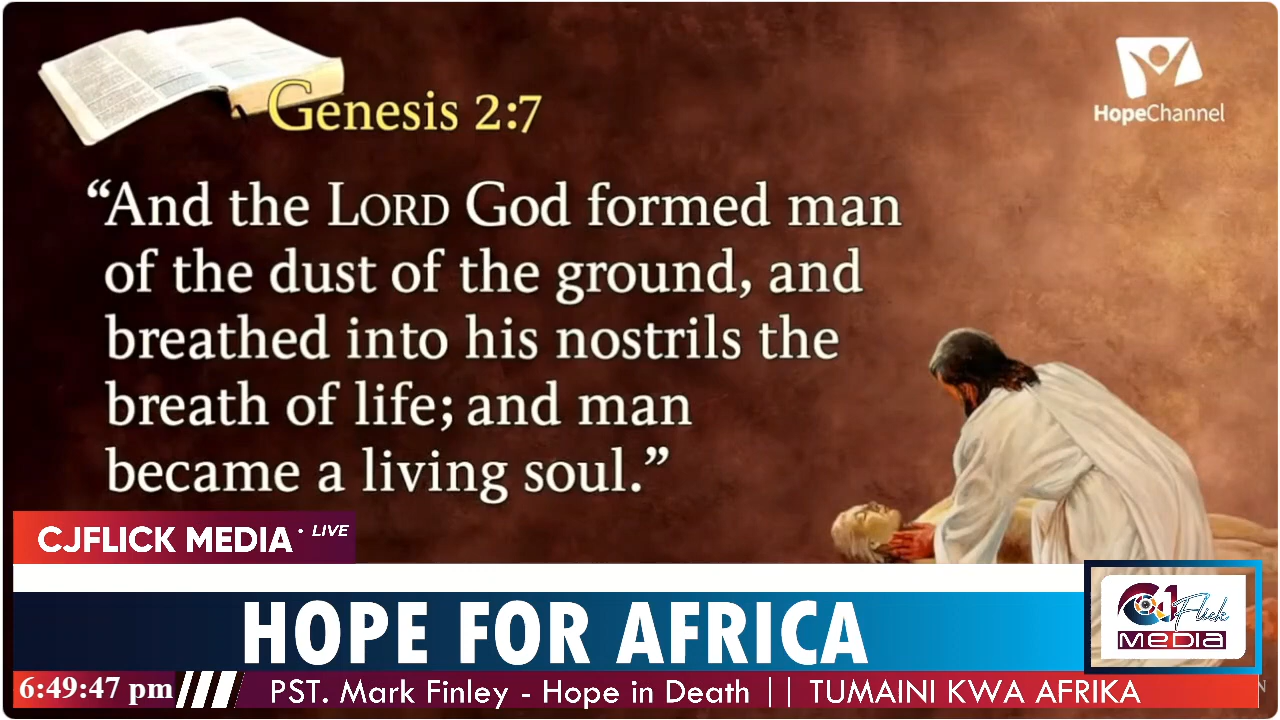 Genesis 2:7
HopeChannel
“And the LORD God formed man
of the dust of the ground, and
breathed into his nostrils the
breath of life; and man
became a living soul.”
CJFLICK MEDIA • LIVE
HOPE FOR AFRICA
Flick
MEDIA
6:49:47 pm
PST. Mark Finley - Hope in Death || TUMAINI KWA AFRIKA